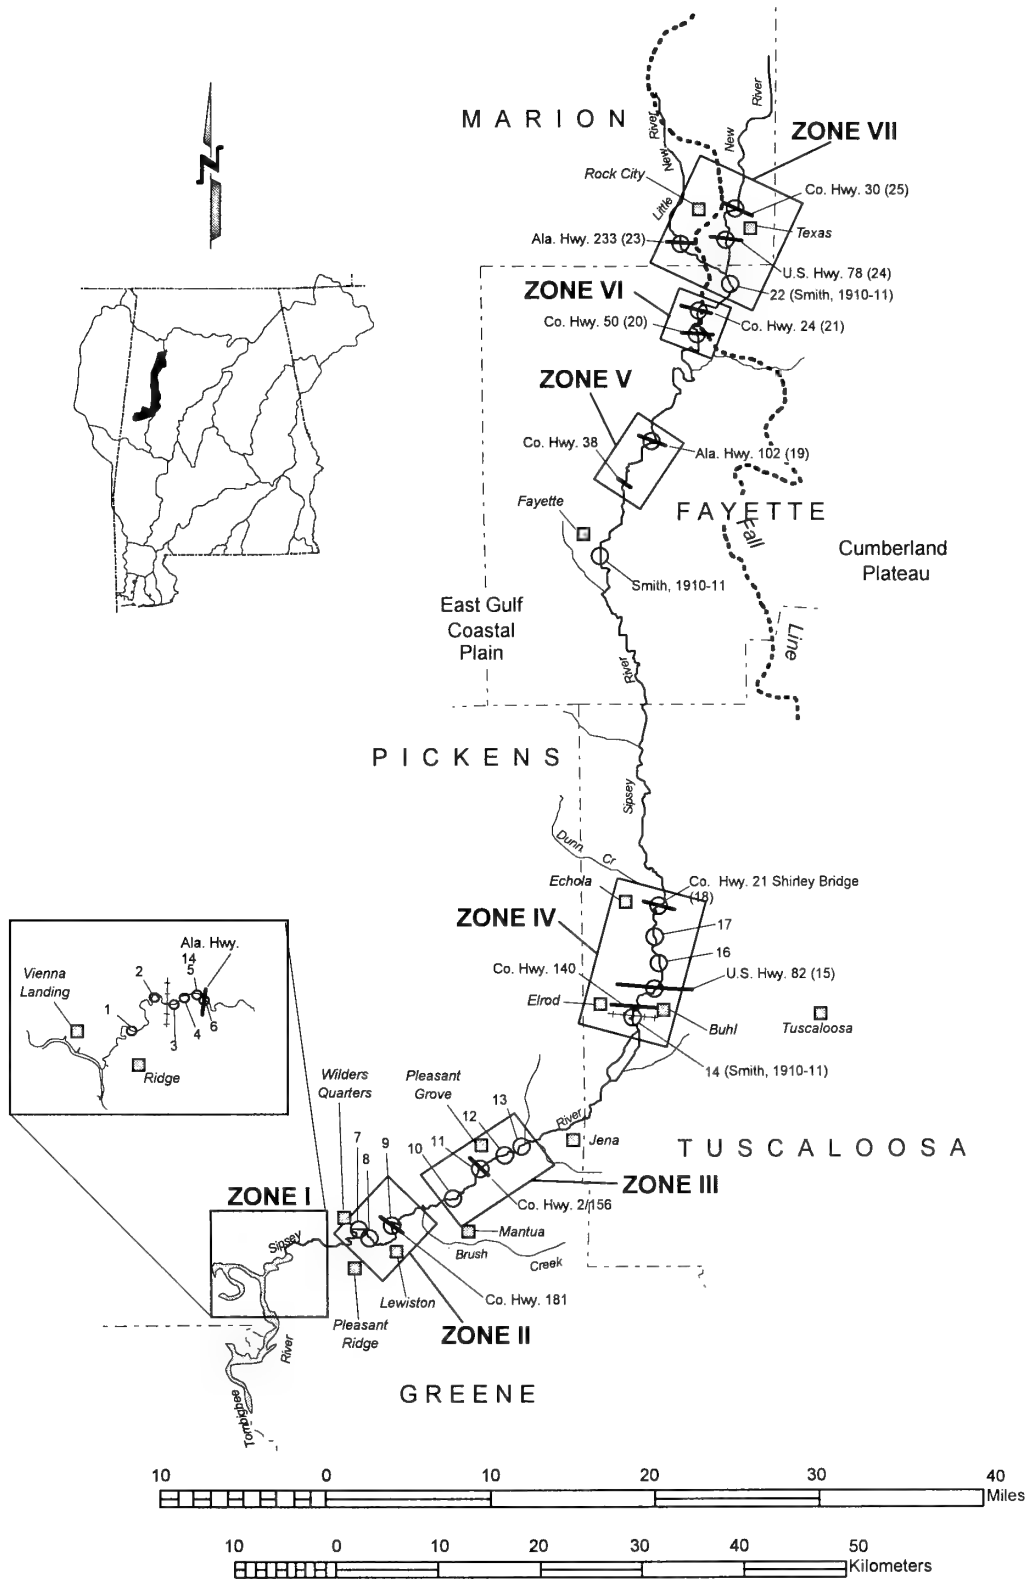 MARION
River
New
Little
New
River
ZONE VII
Rock City
Co. Hwy. 30 (25)
Texas
Ala. Hwy. 233 (23)
U.S. Hwy. 78 (24)
22 (Smith, 1910-11)
ZONE VI
Co. Hwy. 50 (20)
Co. Hwy. 24 (21)
ZONE V
Co. Hwy. 38
Ala. Hwy. 102 (19)
Fayette
FAYETTE
Fall
Line
Cumberland
Plateau
Smith, 1910-11
East Gulf
Coastal
Plain
River
PICKENS
Sipsey
Dunn Cr
Echola
Co. Hwy. 21 Shirley Bridge
(18)
ZONE IV
17
16
Co. Hwy. 140
U.S. Hwy. 82 (15)
Elrod
Buhl
Tuscaloosa
14 (Smith, 1910-11)
Ala. Hwy.
14
Vienna
Landing
1
2
3
4
5
6
Ridge
Wilders
Quarters
Pleasant
Grove
7
8
9
10
11
12
13
River
Jena
TUSCALOOSA
ZONE I
ZONE III
Co. Hwy. 2/156
Sipsey
Mantua
Brush
Creek
Lewiston
Co. Hwy. 181
Pleasant
Ridge
ZONE II
River
Tombigbee
GREENE
10 0 10 20 30 40
Miles
10 0 10 20 30 40 50
Kilometers
N